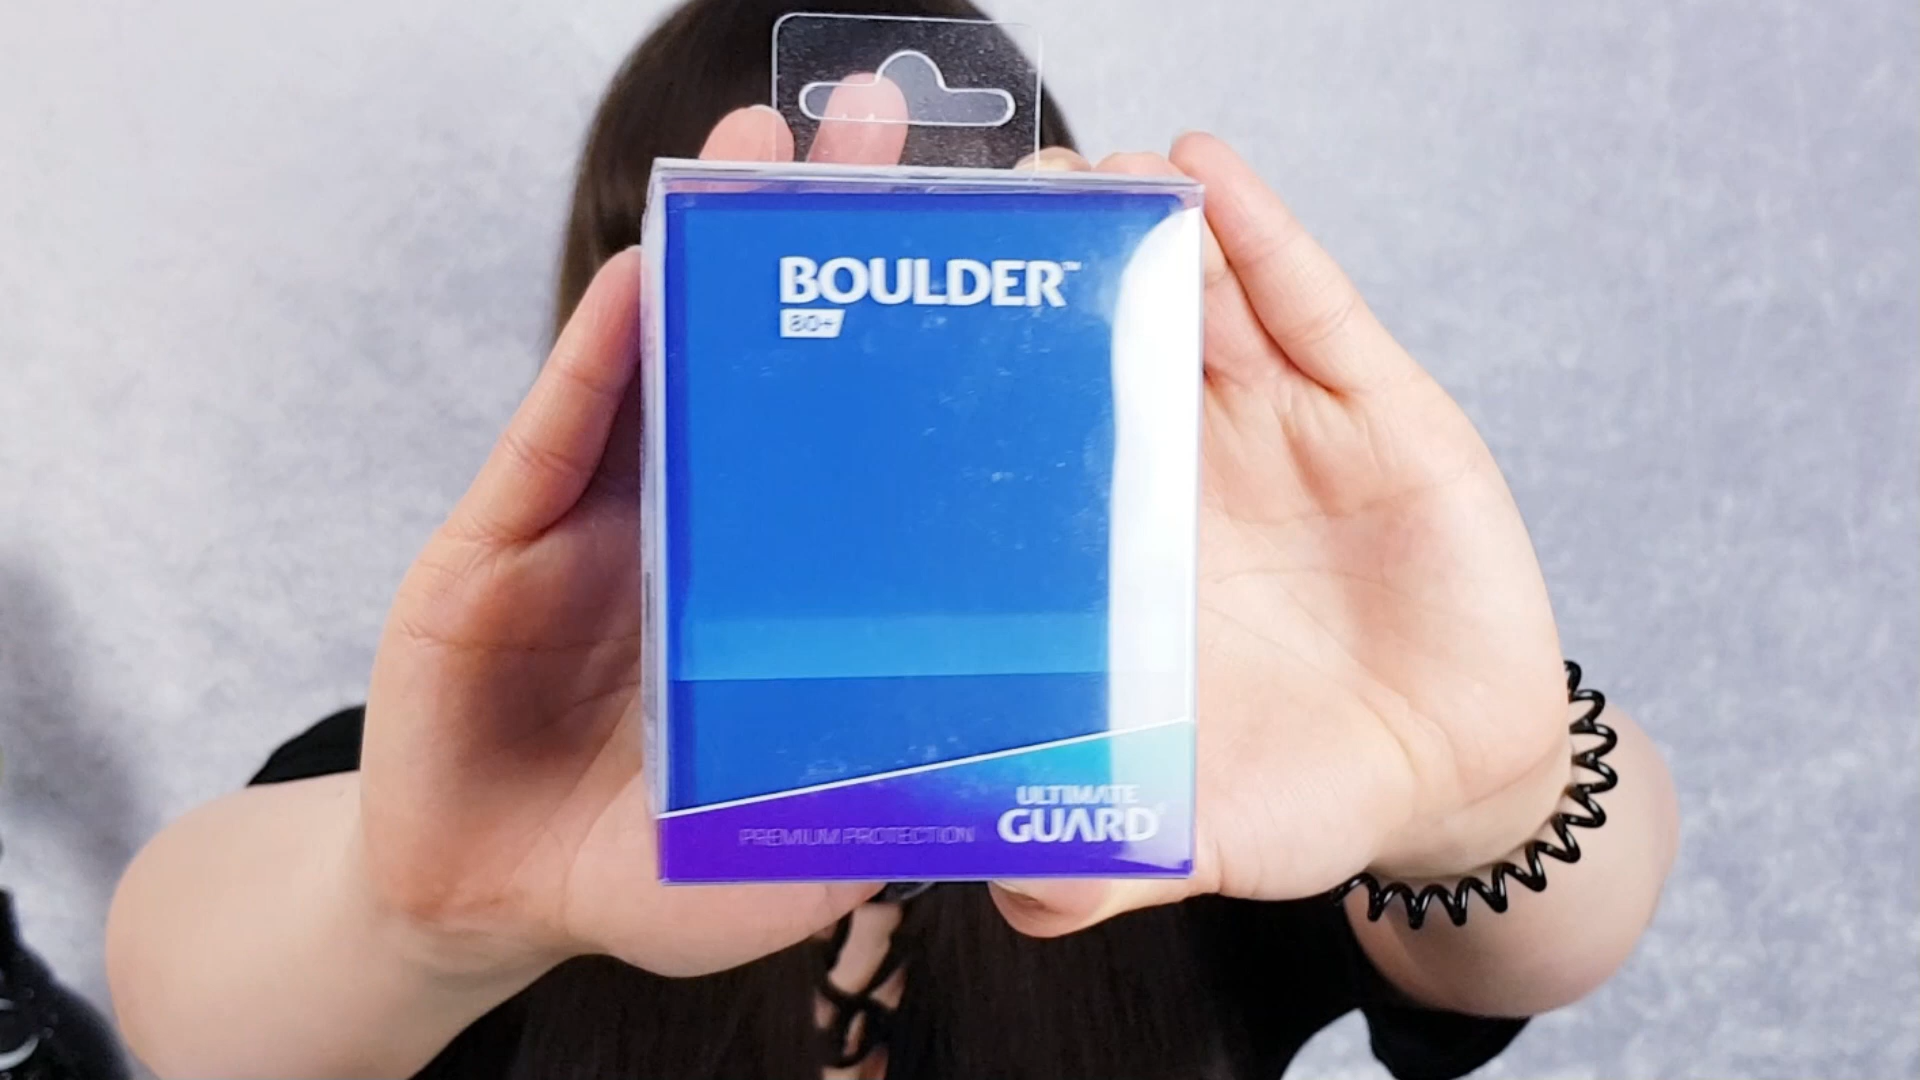 BOULDER™
80+
PREMIUM PROTECTION
ULTIMATE
GUARD®